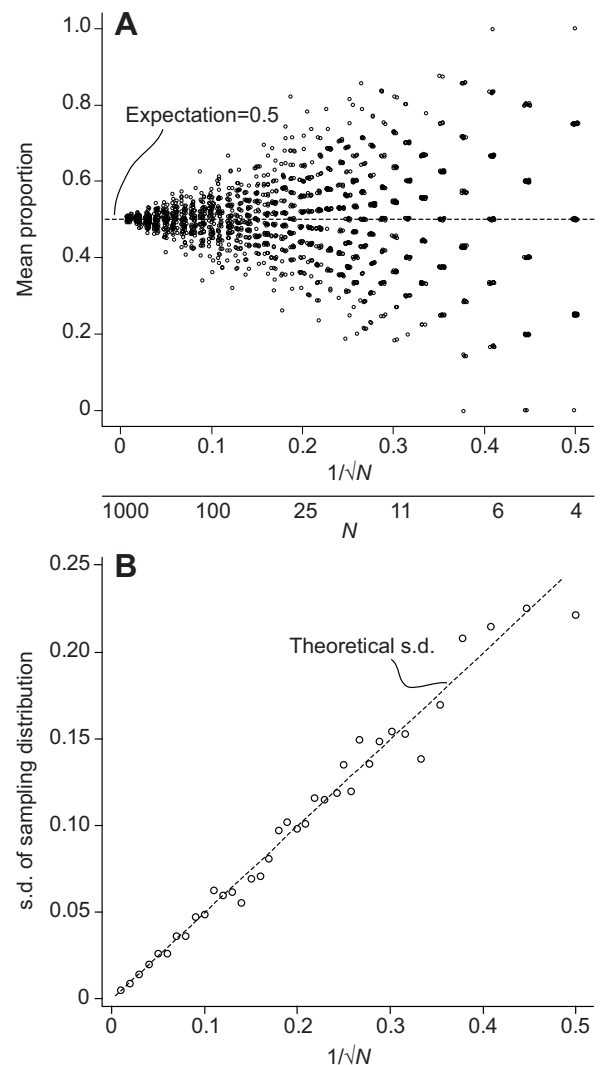 A
Mean proportion
1.0
0.8
0.6
0.4
0.2
0
Expectation=0.5
0 0.1 0.2 0.3 0.4 0.5
1/√N
1000 100 25 11 6 4
N
B
s.d. of sampling distribution
0.25
0.20
0.15
0.10
0.05
0
Theoretical s.d.
0 0.1 0.2 0.3 0.4 0.5
1/√N